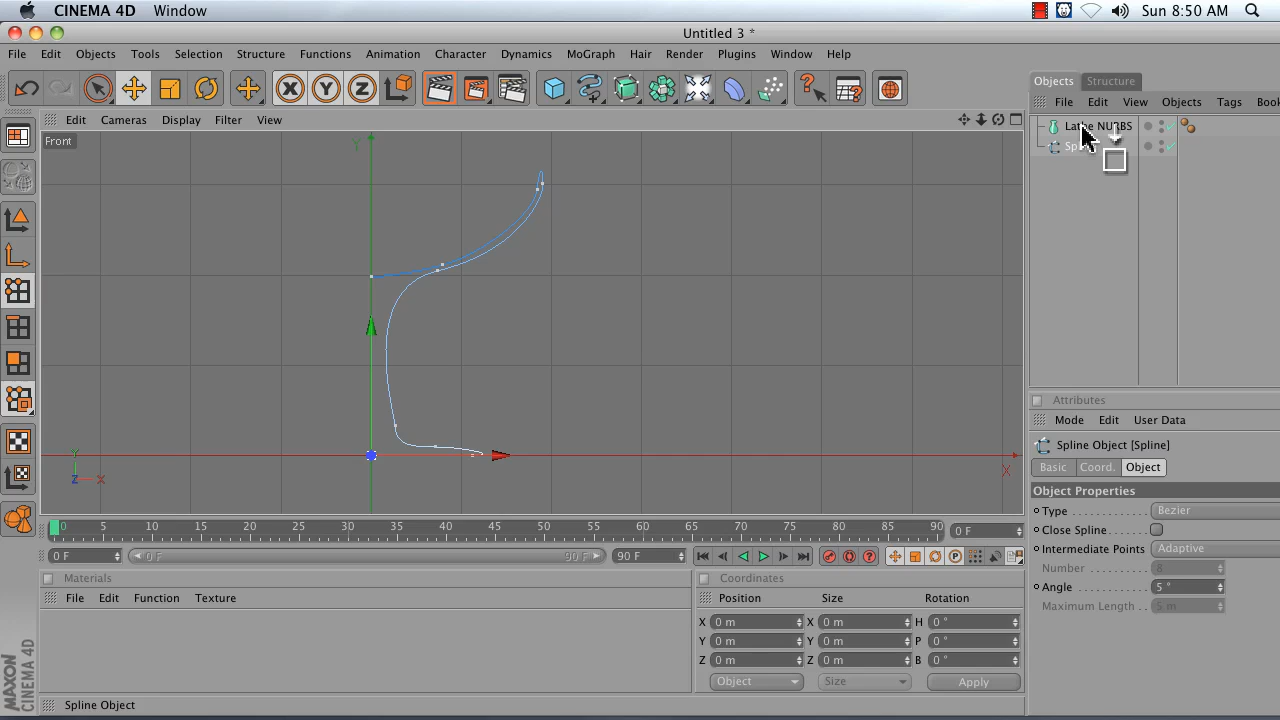 CINEMA 4D Window Sun 8:50 AM
Untitled 3 *
File Edit Objects Tools Selection Structure Functions Animation Character Dynamics MoGraph Hair Render Plugins Window Help
Objects Structure
File Edit View Objects Tags
Edit Cameras Display Filter View
Front
Y
Lathe NURBS
X
Y
Z X
Attributes
Mode Edit User Data
Spline Object [Spline]
Basic Coord. Object
Object Properties
Type Bezier
Close Spline
Intermediate Points Adaptive
Number 8
Angle 5 °
Maximum Length 5 m
0 5 10 15 20 25 30 35 40 45 50 55 60 65 70 75 80 85 90 0 F
0 F 0 F 90 F 90 F
Materials
File Edit Function Texture
Coordinates
Position Size Rotation
X 0 m X 0 m H 0 °
Y 0 m Y 0 m P 0 °
Z 0 m Z 0 m B 0 °
Object Size Apply
MAXON CINEMA 4D
Spline Object